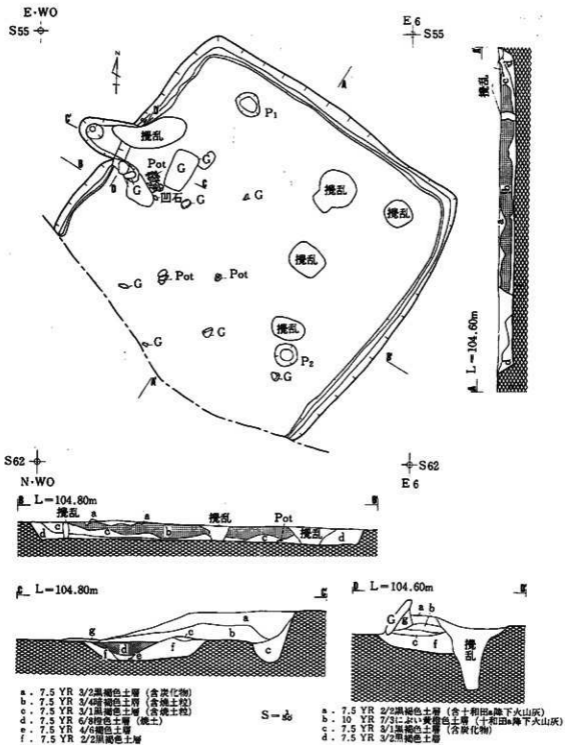 E·WO
S55
E 6
S55
N
P₁
A
A
D
C'
攪乱
攪乱
B
D
Pot
G
G
G
C
凹石
G
G
攪乱
攪乱
b
a
攪乱
G
Pot
Pot
G
G
攪乱
P₂
G
B'
A'
d
L=104.60m
A
S62
S62
N·WO
E 6
B L=104.80m
B'
攪乱
a
a
攪乱
Pot
d
c
c
b
c
攪乱
d
C L=104.80m
C'
D L=104.60m
D'
g
c
a
b
f
d
e
c
a
b
G
g
c
f
攪乱
a . 7.5 YR 3/2黒褐色土層 (含炭化物)
b . 7.5 YR 3/4暗褐色土層 (含焼土粒)
c . 7.5 YR 3/1黒褐色土層 (含焼土粒)
d . 7.5 YR 6/8橙色土層 (焼土)
e . 7.5 YR 4/6褐色土層
f . 7.5 YR 2/2黒褐色土層
S=1/80
a . 7.5 YR 2/2黒褐色土層 (含十和田a降下火山灰)
b . 10 YR 7/3にぶい黄橙色土層 (十和田a降下火山灰)
c . 7.5 YR 3/1黒褐色土層 (含炭化物)
d . 7.5 YR 3/2黒褐土層